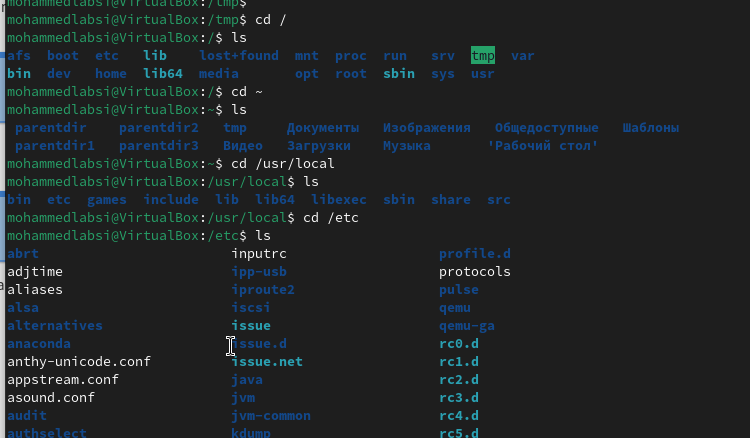 mohammedlabsi@VirtualBox:/tmp$
mohammedlabsi@VirtualBox:/tmp$ cd /
mohammedlabsi@VirtualBox:/$ ls
afs boot etc lib lost+found mnt proc run srv tmp var
bin dev home lib64 media opt root sbin sys usr
mohammedlabsi@VirtualBox:/$ cd ~
mohammedlabsi@VirtualBox:~$ ls
parentdir parentdir2 tmp Документы Изображения Общедоступные Шаблоны
parentdir1 parentdir3 Видео Загрузки Музыка 'Рабочий стол'
mohammedlabsi@VirtualBox:~$ cd /usr/local
mohammedlabsi@VirtualBox:/usr/local$ ls
bin etc games include lib lib64 libexec sbin share src
mohammedlabsi@VirtualBox:/usr/local$ cd /etc
mohammedlabsi@VirtualBox:/etc$ ls
abrt inputrc profile.d
adjtime ipp-usb protocols
aliases iproute2 pulse
alsa iscsi qemu
alternatives issue qemu-ga
anaconda issue.d rc0.d
anthy-unicode.conf issue.net rc1.d
appstream.conf java rc2.d
asound.conf jvm rc3.d
audit jvm-common rc4.d
authselect kdump rc5.d